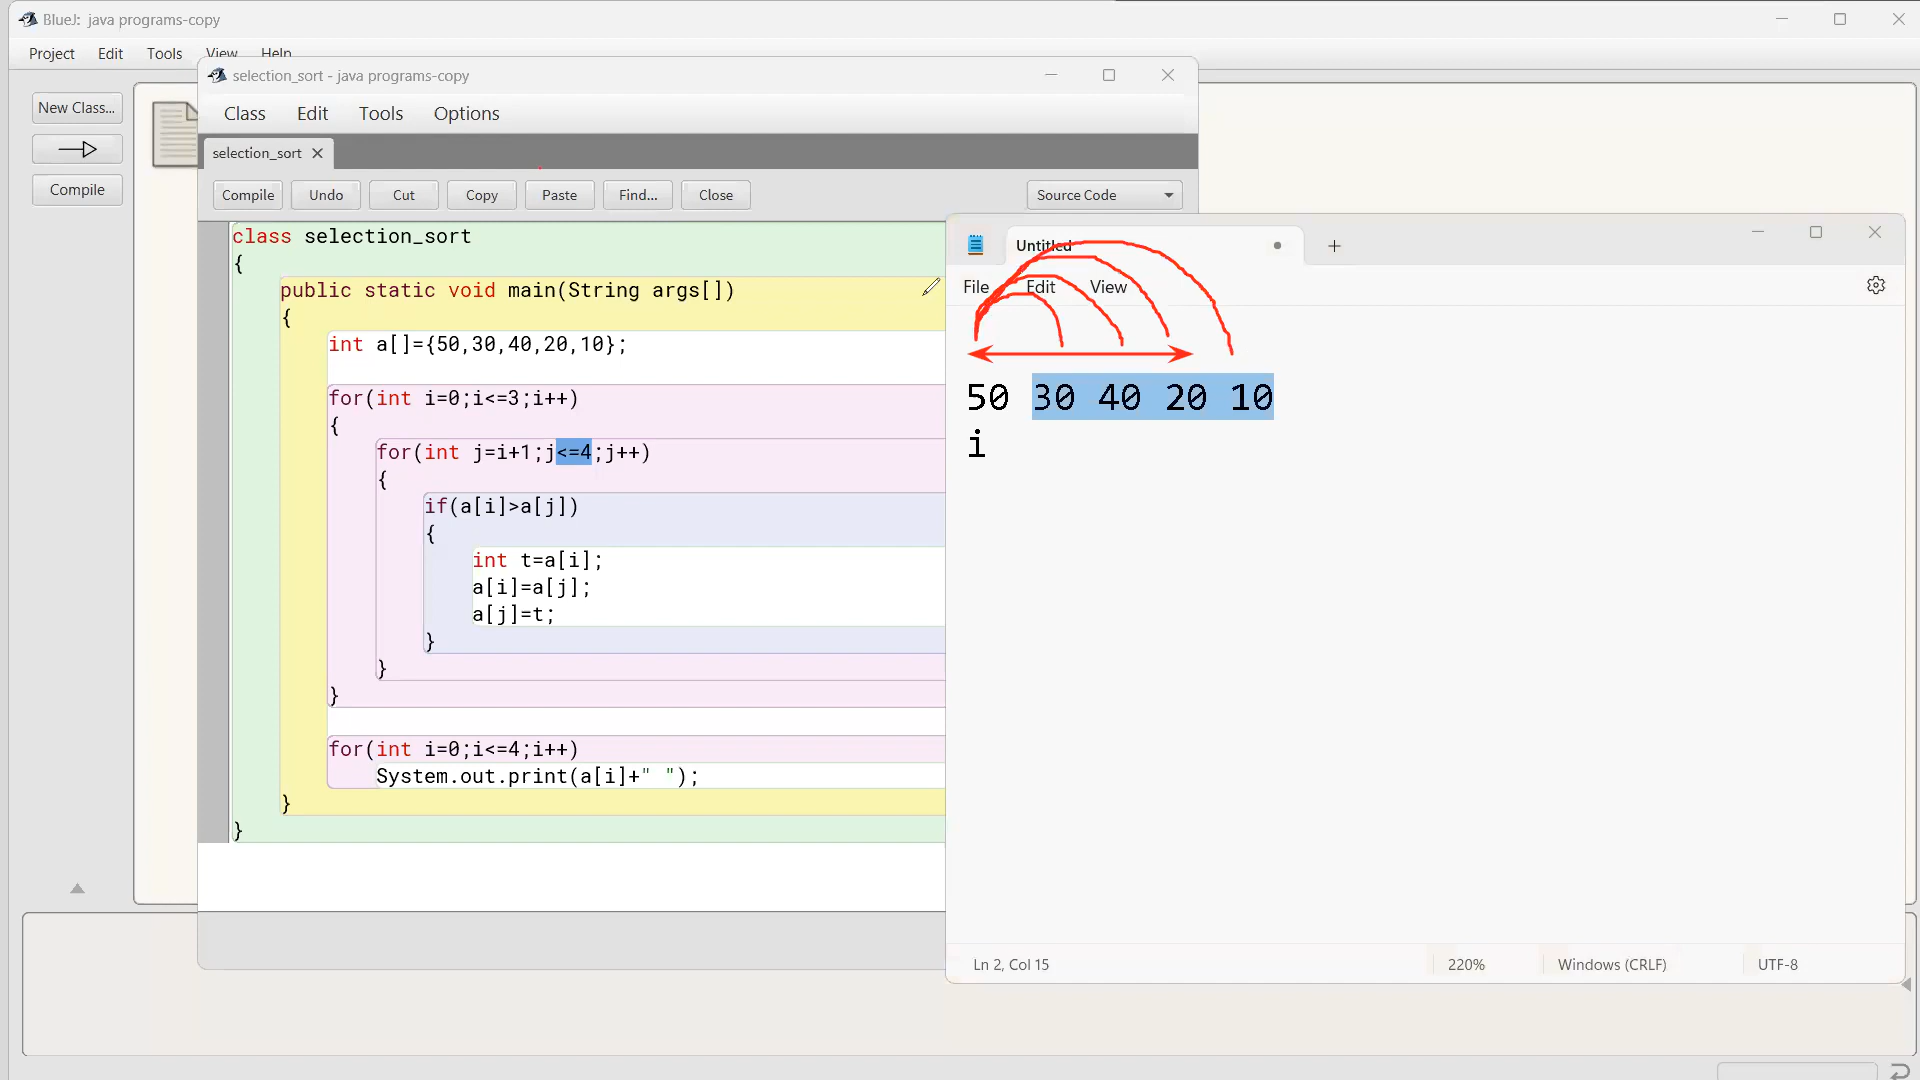 BlueJ: java programs-copy
Project Edit Tools View Help
New Class...
Compile
selection_sort - java programs-copy
Class Edit Tools Options
selection_sort
Compile Undo Cut Copy Paste Find... Close Source Code
class selection_sort
{
public static void main(String args[])
{
int a[]={50,30,40,20,10};
for(int i=0;i<=3;i++)
{
for(int j=i+1;j<=4;j++)
{
if(a[i]>a[j])
{
int t=a[i];
a[i]=a[j];
a[j]=t;
}
}
}
for(int i=0;i<=4;i++)
System.out.print(a[i]+" ");
}
}
Untitled
File Edit View
50 30 40 20 10
i
Ln 2, Col 15 220% Windows (CRLF) UTF-8